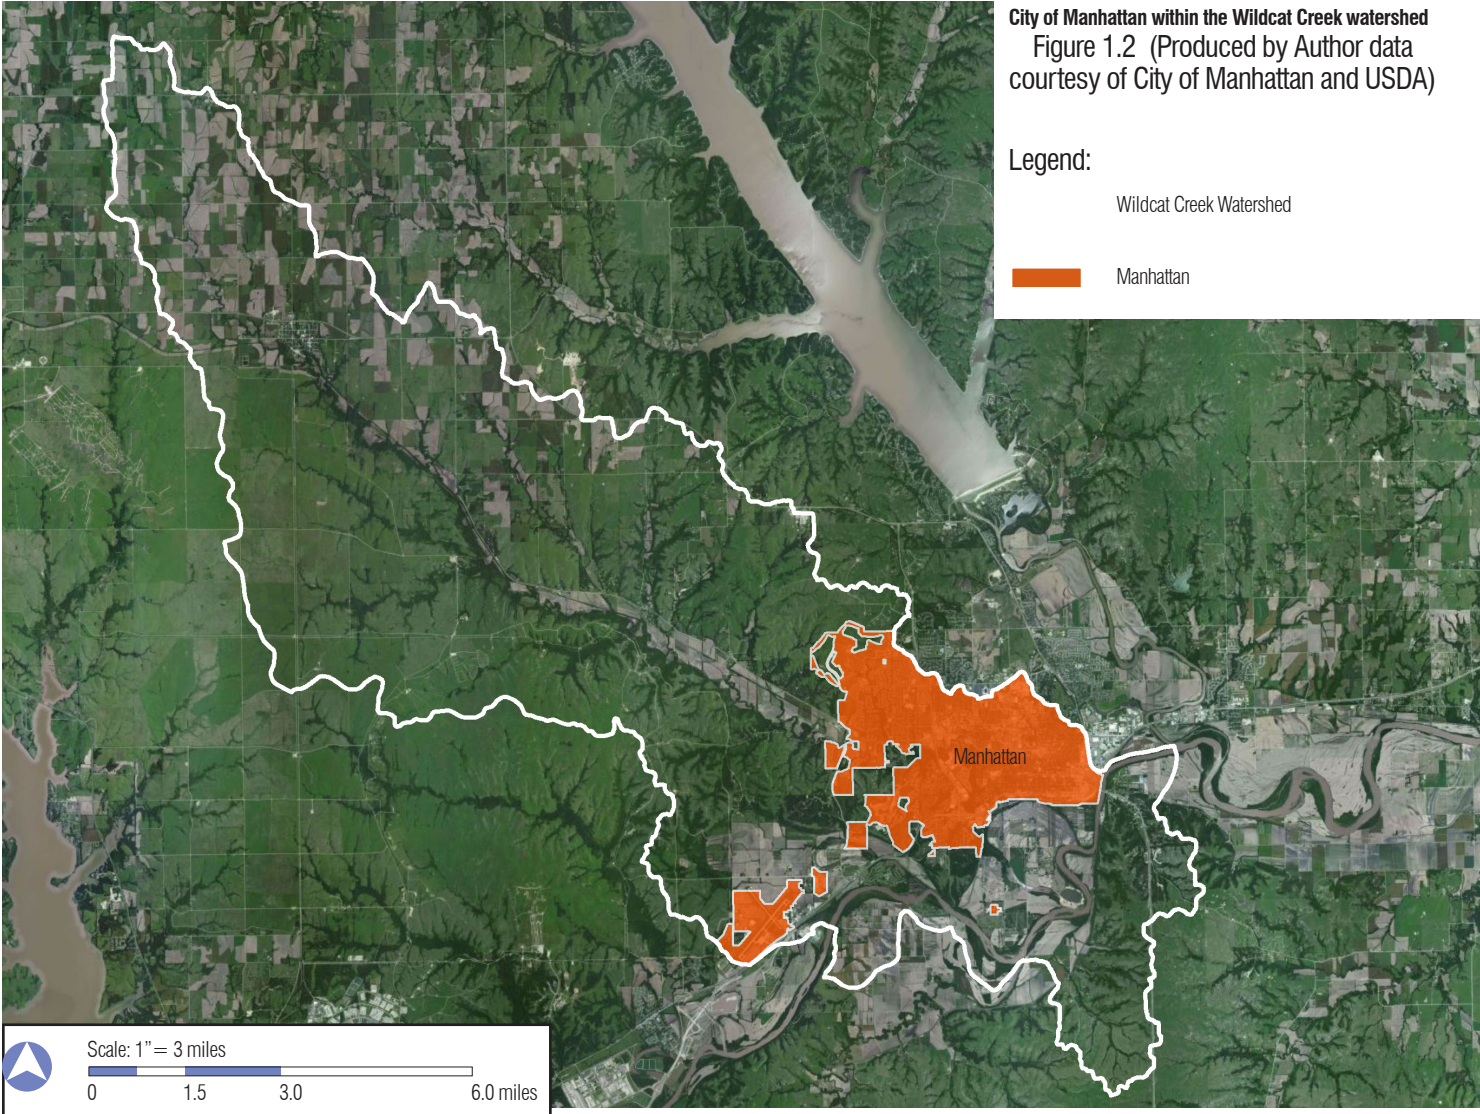 City of Manhattan within the Wildcat Creek watershed
Figure 1.2 (Produced by Author data
courtesy of City of Manhattan and USDA)
Legend:
Wildcat Creek Watershed
Manhattan
Manhattan
Scale: 1” = 3 miles
0 1.5 3.0 6.0 miles